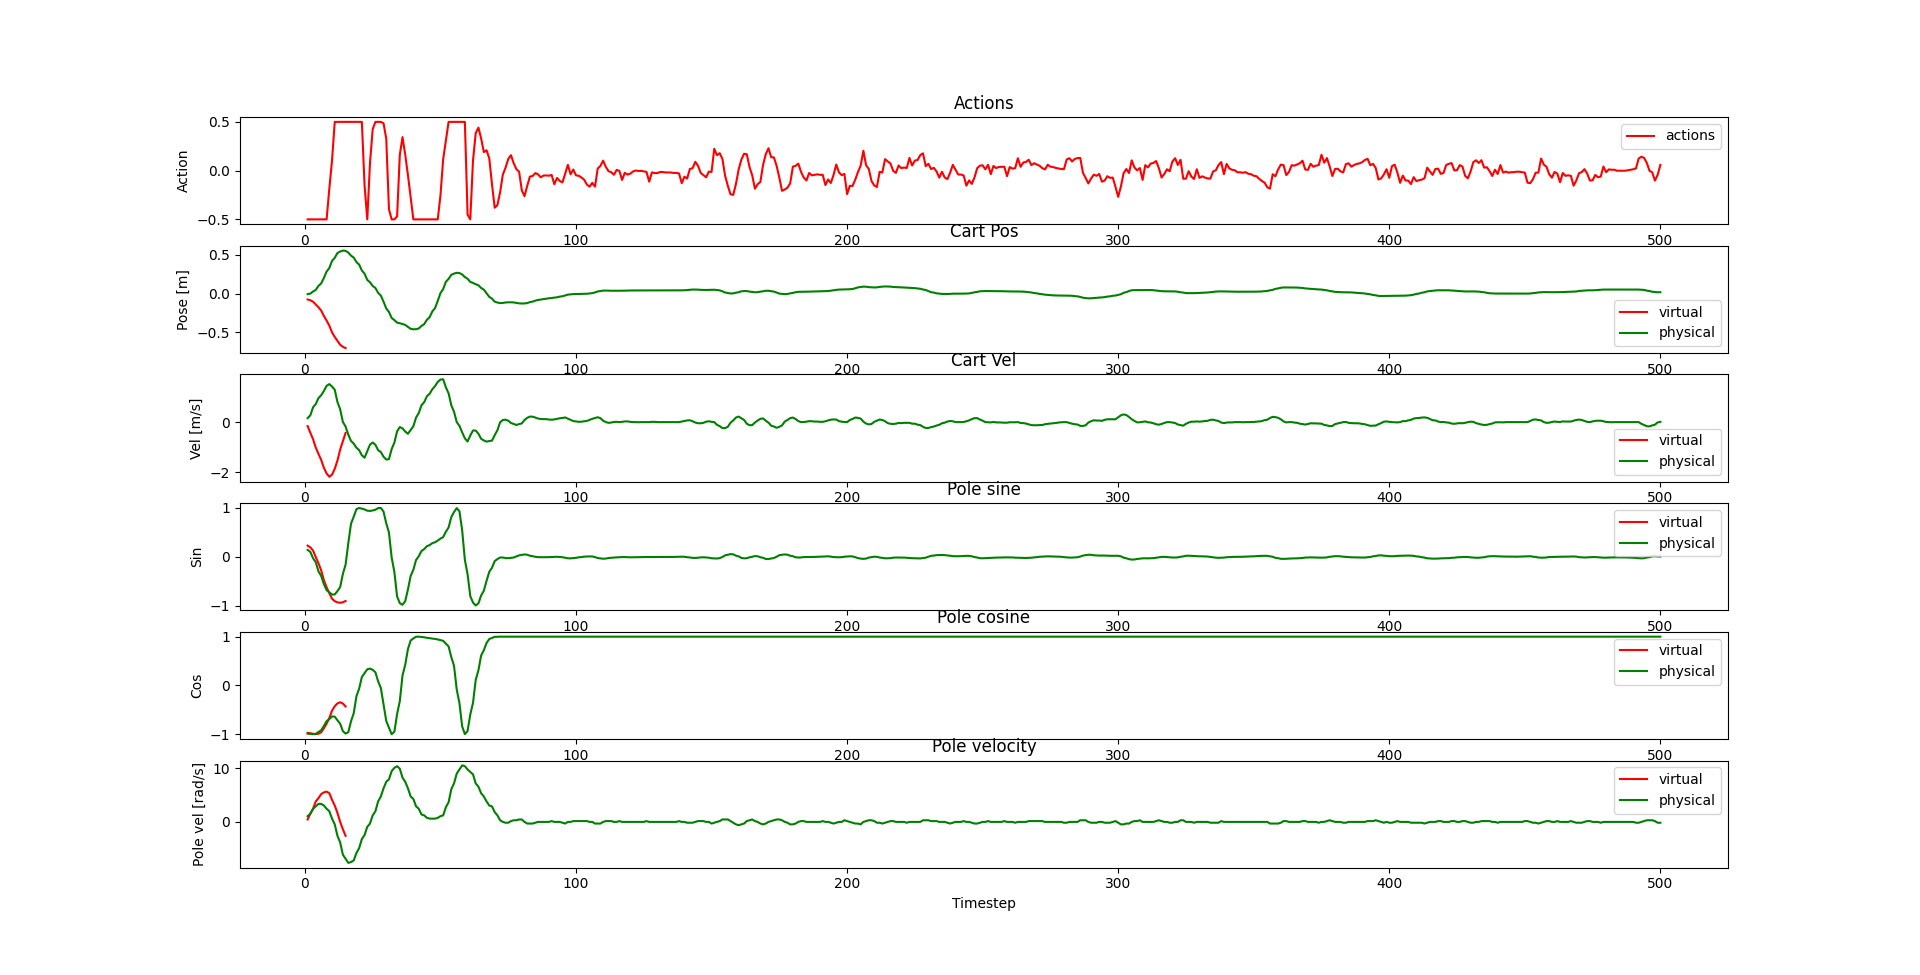 Actions
Action
0.5
0.0
−0.5
actions
0 100 200 300 400 500
Cart Pos
Pose [m]
0.5
0.0
−0.5
virtual
physical
0 100 200 300 400 500
Cart Vel
Vel [m/s]
0
−2
virtual
physical
0 100 200 300 400 500
Pole sine
Sin
1
0
−1
virtual
physical
0 100 200 300 400 500
Pole cosine
Cos
1
0
−1
virtual
physical
0 100 200 300 400 500
Pole velocity
Pole vel [rad/s]
10
0
virtual
physical
0 100 200 300 400 500
Timestep